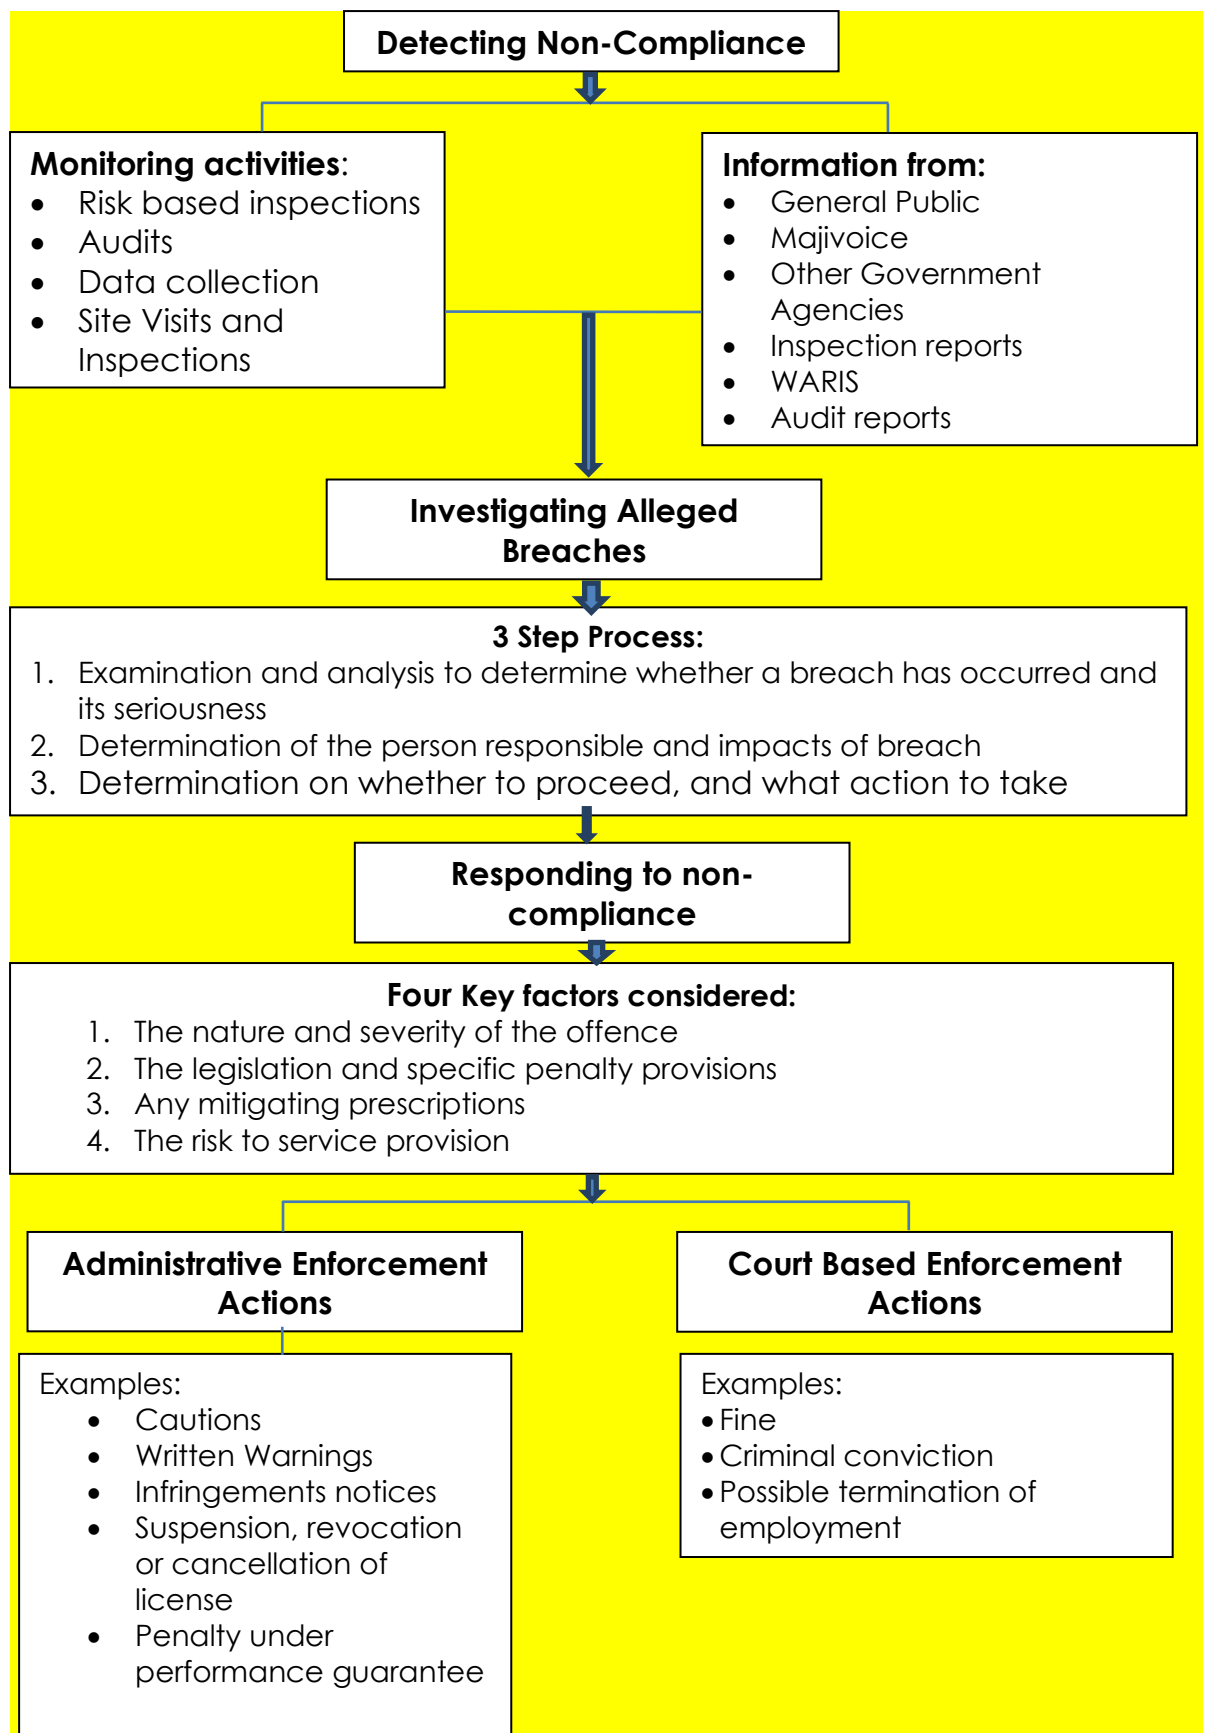 Detecting Non-Compliance
Monitoring activities:
• Risk based inspections
• Audits
• Data collection
• Site Visits and
Inspections
Information from:
• General Public
• Majivoice
• Other Government
Agencies
• Inspection reports
• WARIS
• Audit reports
Investigating Alleged
Breaches
3 Step Process:
1. Examination and analysis to determine whether a breach has occurred and
its seriousness
2. Determination of the person responsible and impacts of breach
3. Determination on whether to proceed, and what action to take
Responding to non-
compliance
Four Key factors considered:
1. The nature and severity of the offence
2. The legislation and specific penalty provisions
3. Any mitigating prescriptions
4. The risk to service provision
Administrative Enforcement
Actions
Examples:
• Cautions
• Written Warnings
• Infringements notices
• Suspension, revocation
or cancellation of
license
• Penalty under
performance guarantee
Court Based Enforcement
Actions
Examples:
• Fine
• Criminal conviction
• Possible termination of
employment